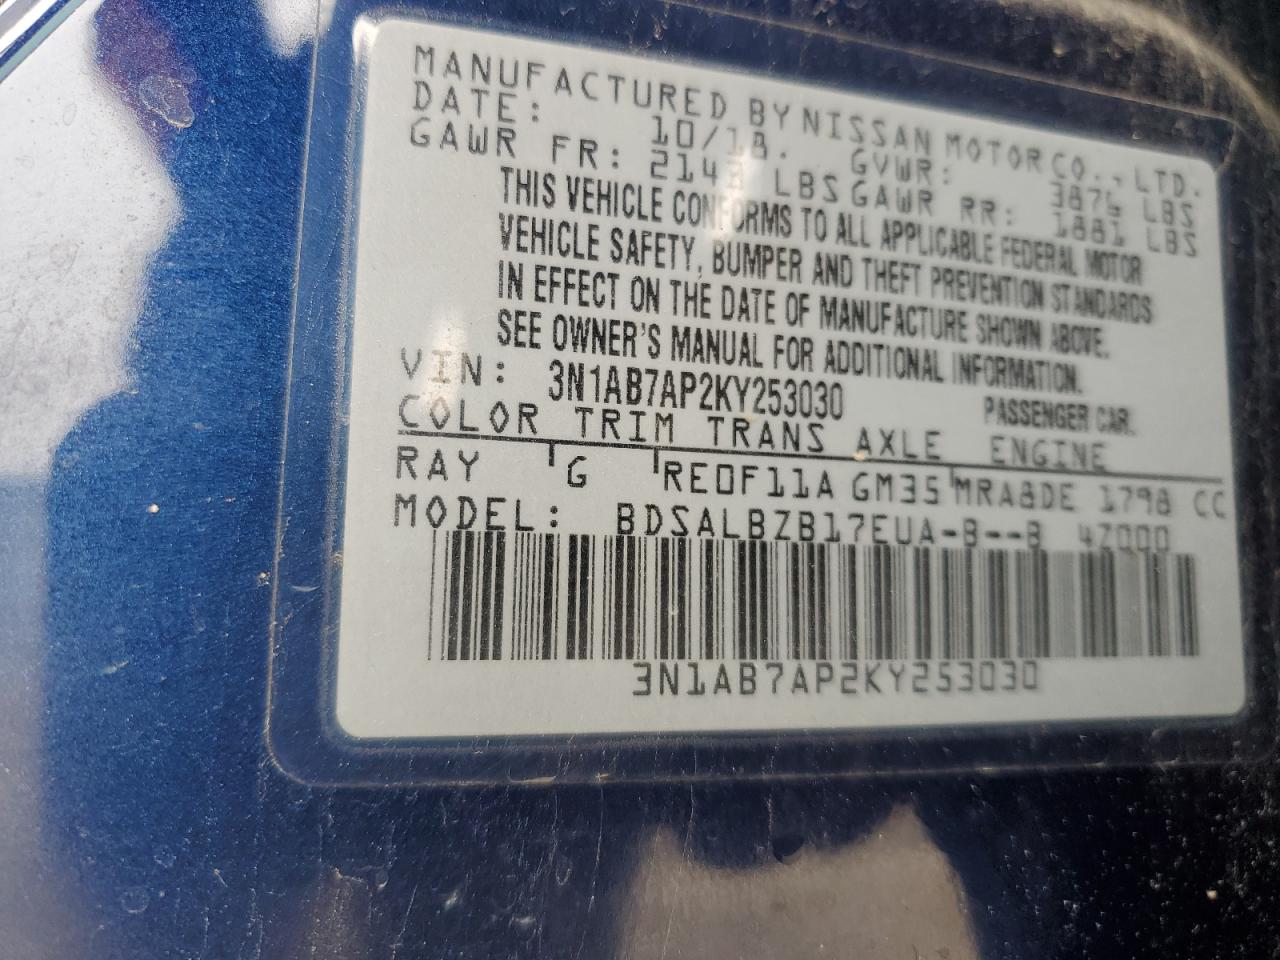 MANUFACTURED BY NISSAN MOTOR CO., LTD.
DATE: 10/18. GVWR: 3876 LBS
GAWR FR: LBS GAWR RR: 1881 LBS
THIS VEHICLE CONFORMS TO ALL APPLICABLE FEDERAL MOTOR
VEHICLE SAFETY, BUMPER AND THEFT PREVENTION STANDARDS
IN EFFECT ON THE DATE OF MANUFACTURE SHOWN ABOVE.
SEE OWNER'S MANUAL FOR ADDITIONAL INFORMATION.
VIN: 3N1AB7AP2KY253030 PASSENGER CAR.
COLOR TRIM TRANS AXLE ENGINE
RAY G RE0F11A GM35 MRA8DE 1798 CC
MODEL: BDSALBZB17EUA-B--B 4Z000
3N1AB7AP2KY253030